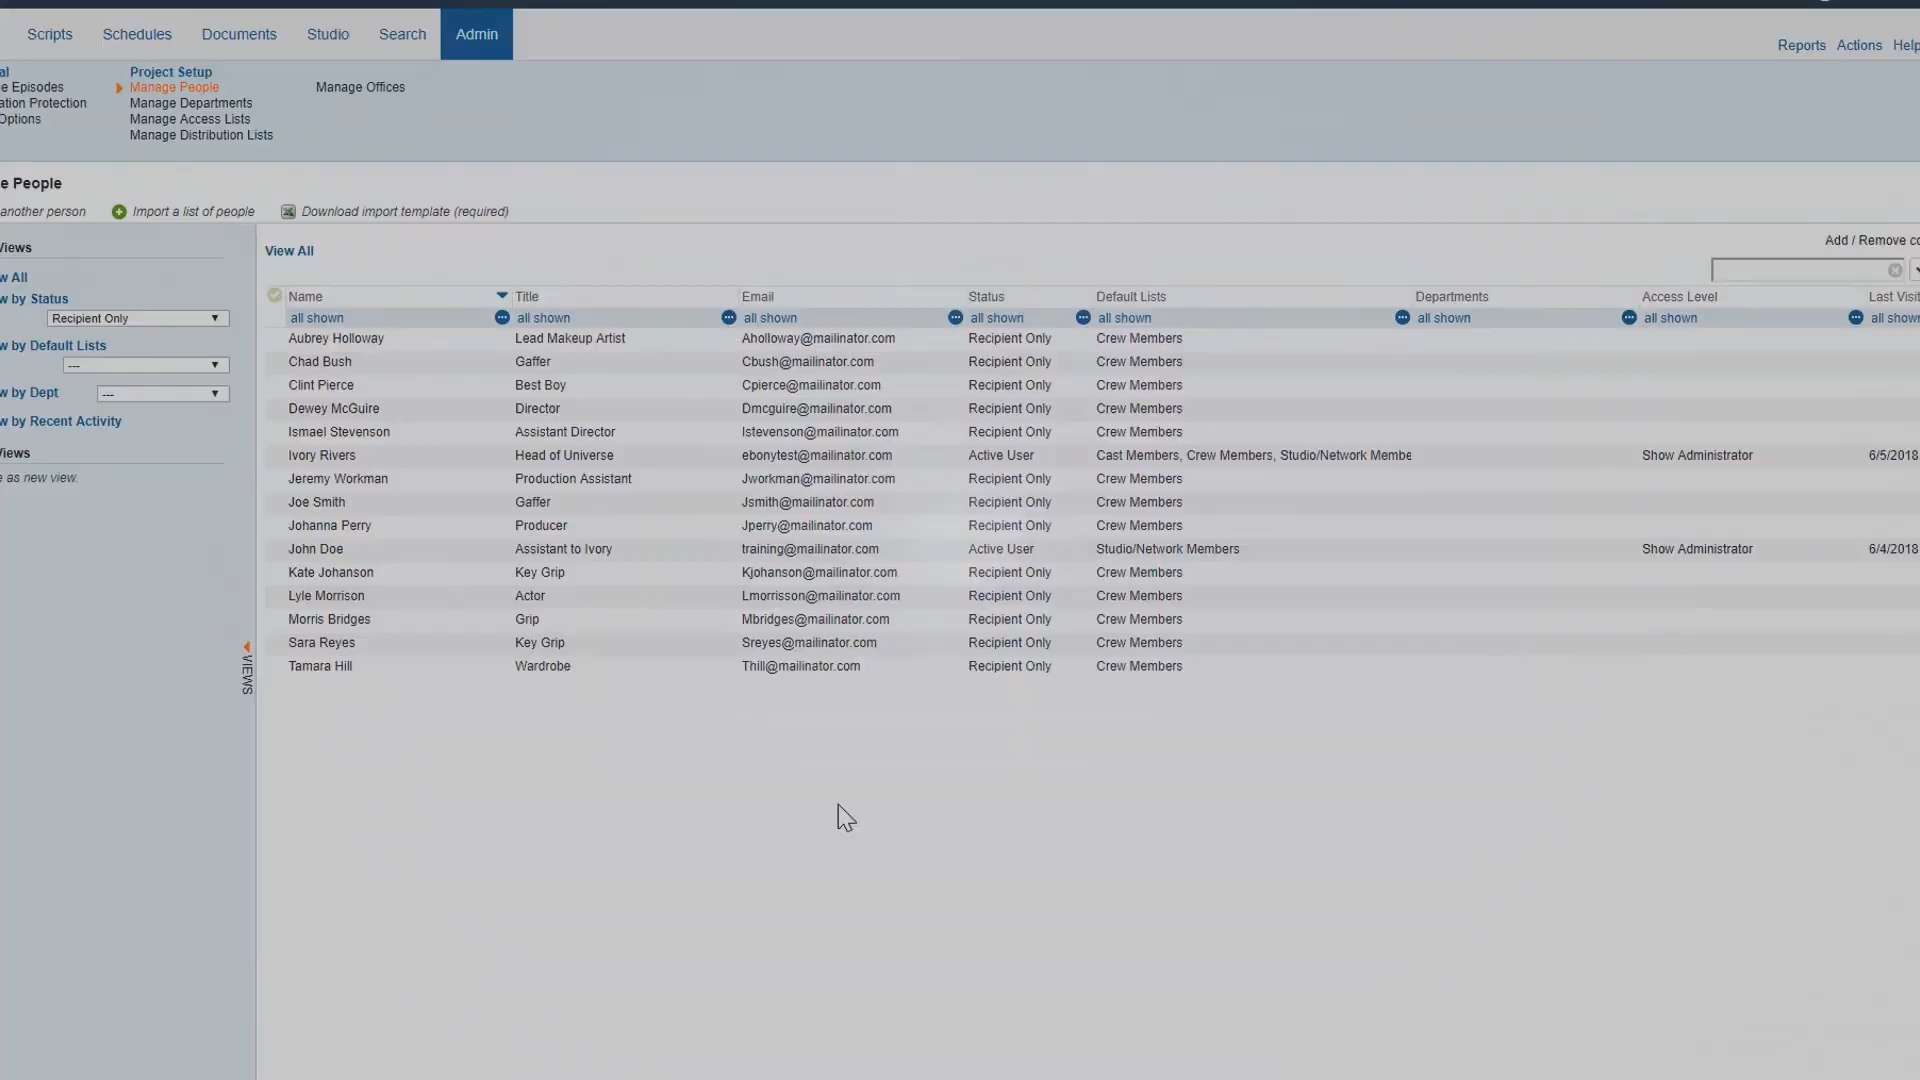 Scripts Schedules Documents Studio Search Admin
Reports Actions Help
al Project Setup
e Episodes Manage People Manage Offices
ation Protection Manage Departments
Options Manage Access Lists
Manage Distribution Lists
e People
another person Import a list of people Download import template (required)
Views
View All
Add / Remove co
w All
w by Status
Recipient Only
w by Default Lists
---
w by Dept ---
w by Recent Activity
Views
e as new view.
VIEWS
Name Title Email Status Default Lists Departments Access Level Last Visit
all shown all shown all shown all shown all shown all shown all shown all shown
Aubrey Holloway Lead Makeup Artist Aholloway@mailinator.com Recipient Only Crew Members
Chad Bush Gaffer Cbush@mailinator.com Recipient Only Crew Members
Clint Pierce Best Boy Cpierce@mailinator.com Recipient Only Crew Members
Dewey McGuire Director Dmcguire@mailinator.com Recipient Only Crew Members
Ismael Stevenson Assistant Director Istevenson@mailinator.com Recipient Only Crew Members
Ivory Rivers Head of Universe ebonytest@mailinator.com Active User Cast Members, Crew Members, Studio/Network Membe Show Administrator 6/5/2018
Jeremy Workman Production Assistant Jworkman@mailinator.com Recipient Only Crew Members
Joe Smith Gaffer Jsmith@mailinator.com Recipient Only Crew Members
Johanna Perry Producer Jperry@mailinator.com Recipient Only Crew Members
John Doe Assistant to Ivory training@mailinator.com Active User Studio/Network Members Show Administrator 6/4/2018
Kate Johanson Key Grip Kjohanson@mailinator.com Recipient Only Crew Members
Lyle Morrison Actor Lmorrisson@mailinator.com Recipient Only Crew Members
Morris Bridges Grip Mbridges@mailinator.com Recipient Only Crew Members
Sara Reyes Key Grip Sreyes@mailinator.com Recipient Only Crew Members
Tamara Hill Wardrobe Thill@mailinator.com Recipient Only Crew Members